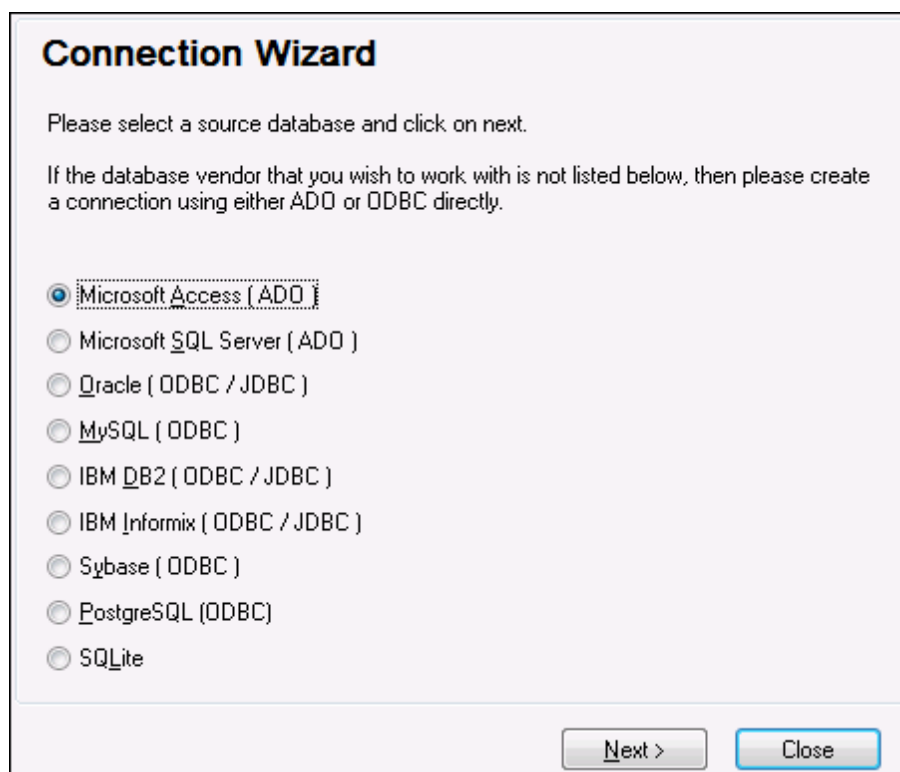 Connection Wizard
Please select a source database and click on next.
If the database vendor that you wish to work with is not listed below, then please create
a connection using either ADO or ODBC directly.
Microsoft Access ( ADO )
Microsoft SQL Server ( ADO )
Oracle ( ODBC / JDBC )
MySQL ( ODBC )
IBM DB2 ( ODBC / JDBC )
IBM Informix ( ODBC / JDBC )
Sybase ( ODBC )
PostgreSQL (ODBC)
SQLite
Next >
Close